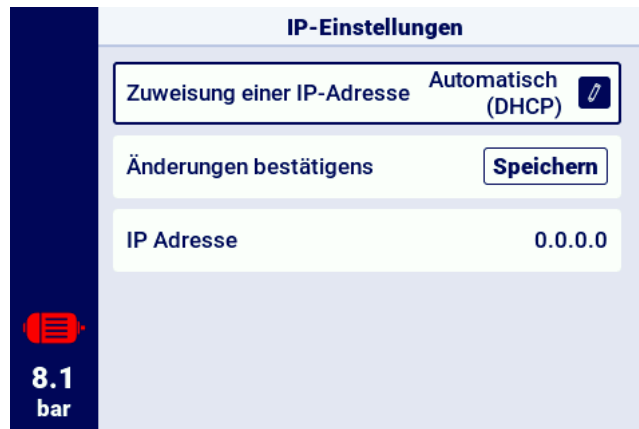 IP-Einstellungen
Zuweisung einer IP-Adresse
Automatisch
(DHCP)
Änderungen bestätigens
Speichern
IP Adresse
0.0.0.0
8.1
bar